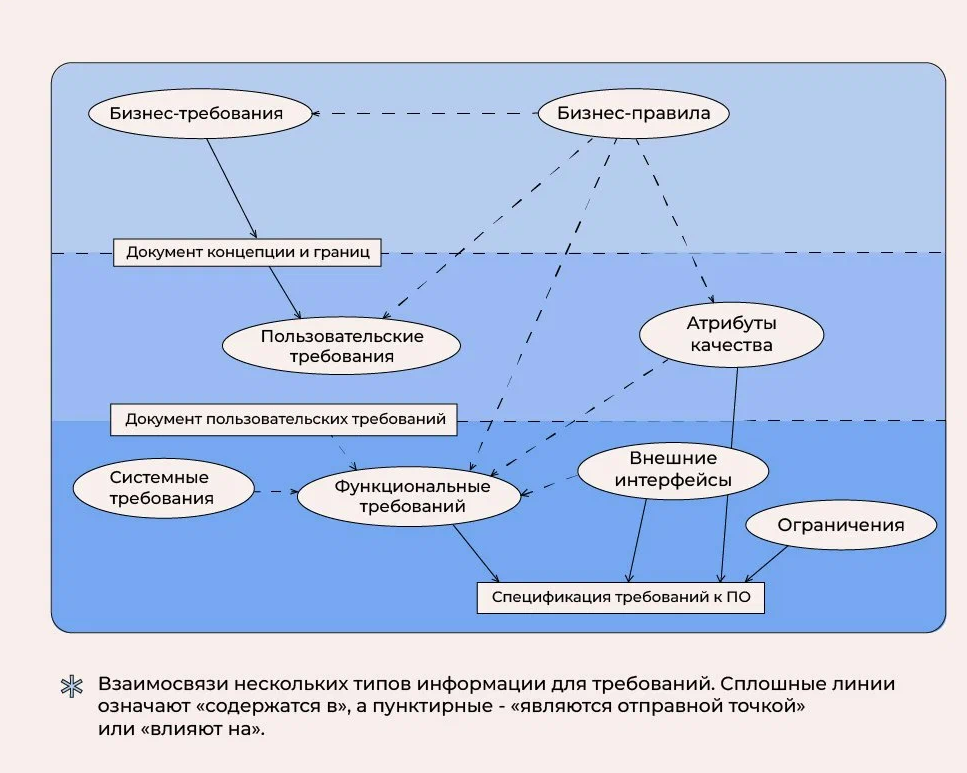 Бизнес-требования
Бизнес-правила
Документ концепции и границ
Пользовательские
требования
Атрибуты
качества
Документ пользовательских требований
Системные
требования
Функциональные
требований
Внешние
интерфейсы
Ограничения
Спецификация требований к ПО
Взаимосвязи нескольких типов информации для требований. Сплошные линии
означают «содержатся в», а пунктирные - «являются отправной точкой»
или «влияют на».